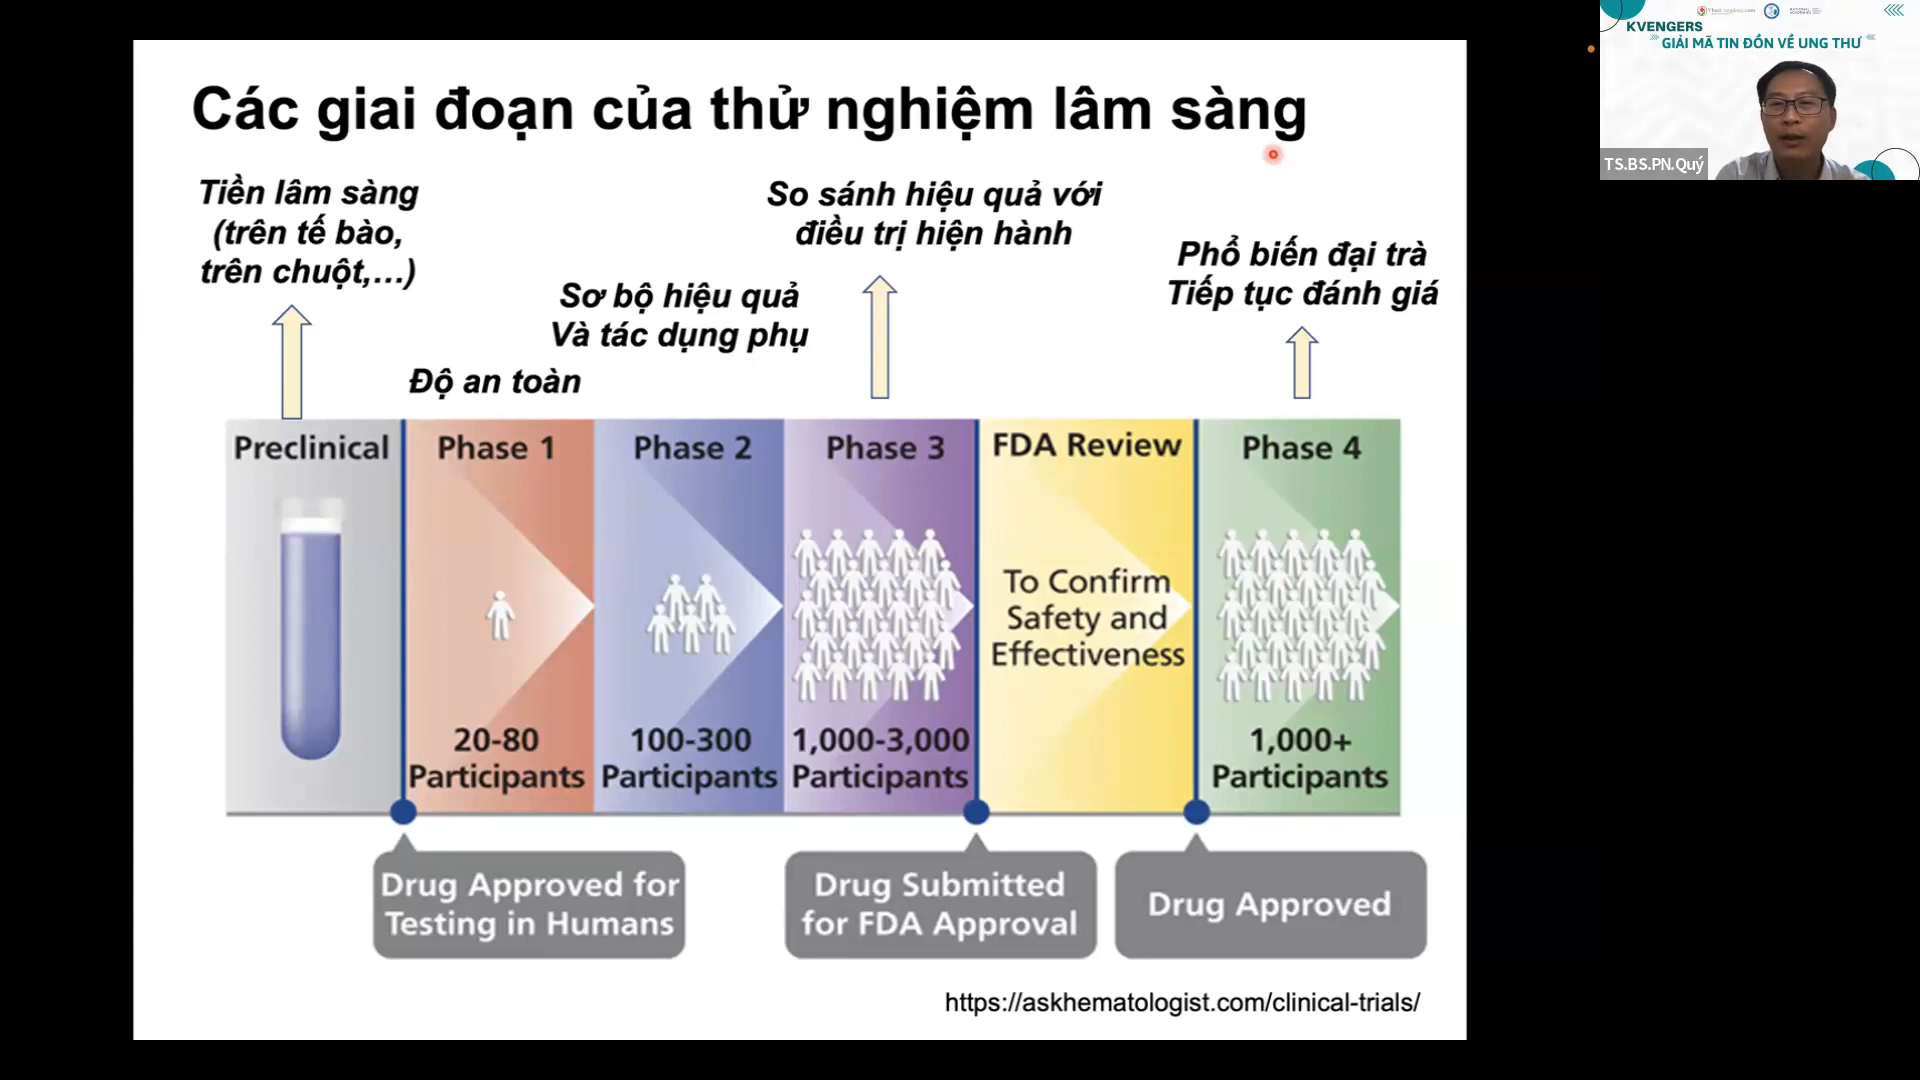 Các giai đoạn của thử nghiệm lâm sàng
Tiền lâm sàng
(trên tế bào,
trên chuột,...)
Độ an toàn
Sơ bộ hiệu quả
Và tác dụng phụ
So sánh hiệu quả với
điều trị hiện hành
Phổ biến đại trà
Tiếp tục đánh giá
Preclinical
Phase 1
20-80
Participants
Phase 2
100-300
Participants
Phase 3
1,000-3,000
Participants
FDA Review
To Confirm
Safety and
Effectiveness
Phase 4
1,000+
Participants
Drug Approved for
Testing in Humans
Drug Submitted
for FDA Approval
Drug Approved
https://askhematologist.com/clinical-trials/
KVENGERS
GIẢI MÃ TIN ĐỒN VỀ UNG THƯ
TS.BS.PN.Quý